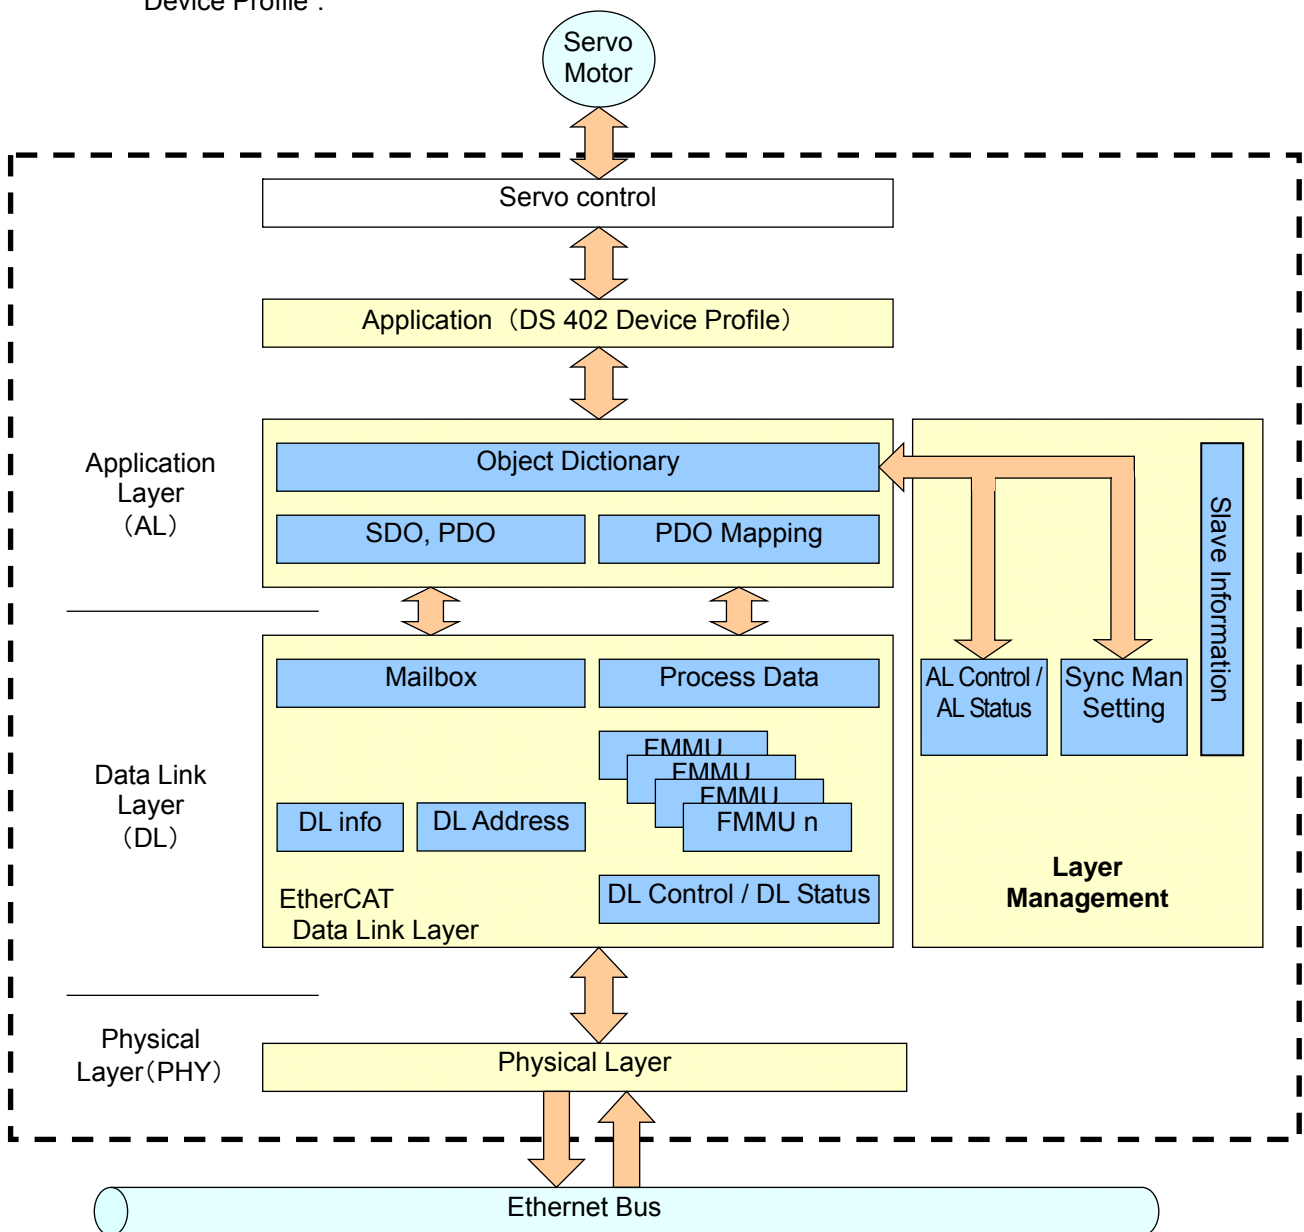 Device Profile".
Servo
Motor
Servo control
Application（DS 402 Device Profile）
Application
Layer
（AL）
Object Dictionary
SDO, PDO
PDO Mapping
Slave Information
Mailbox
Process Data
AL Control /
AL Status
Sync Man
Setting
Data Link
Layer
（DL）
FMMU
FMMU
FMMU
FMMU n
DL info
DL Address
DL Control / DL Status
EtherCAT
Data Link Layer
Layer
Management
Physical
Layer（PHY）
Physical Layer
Ethernet Bus